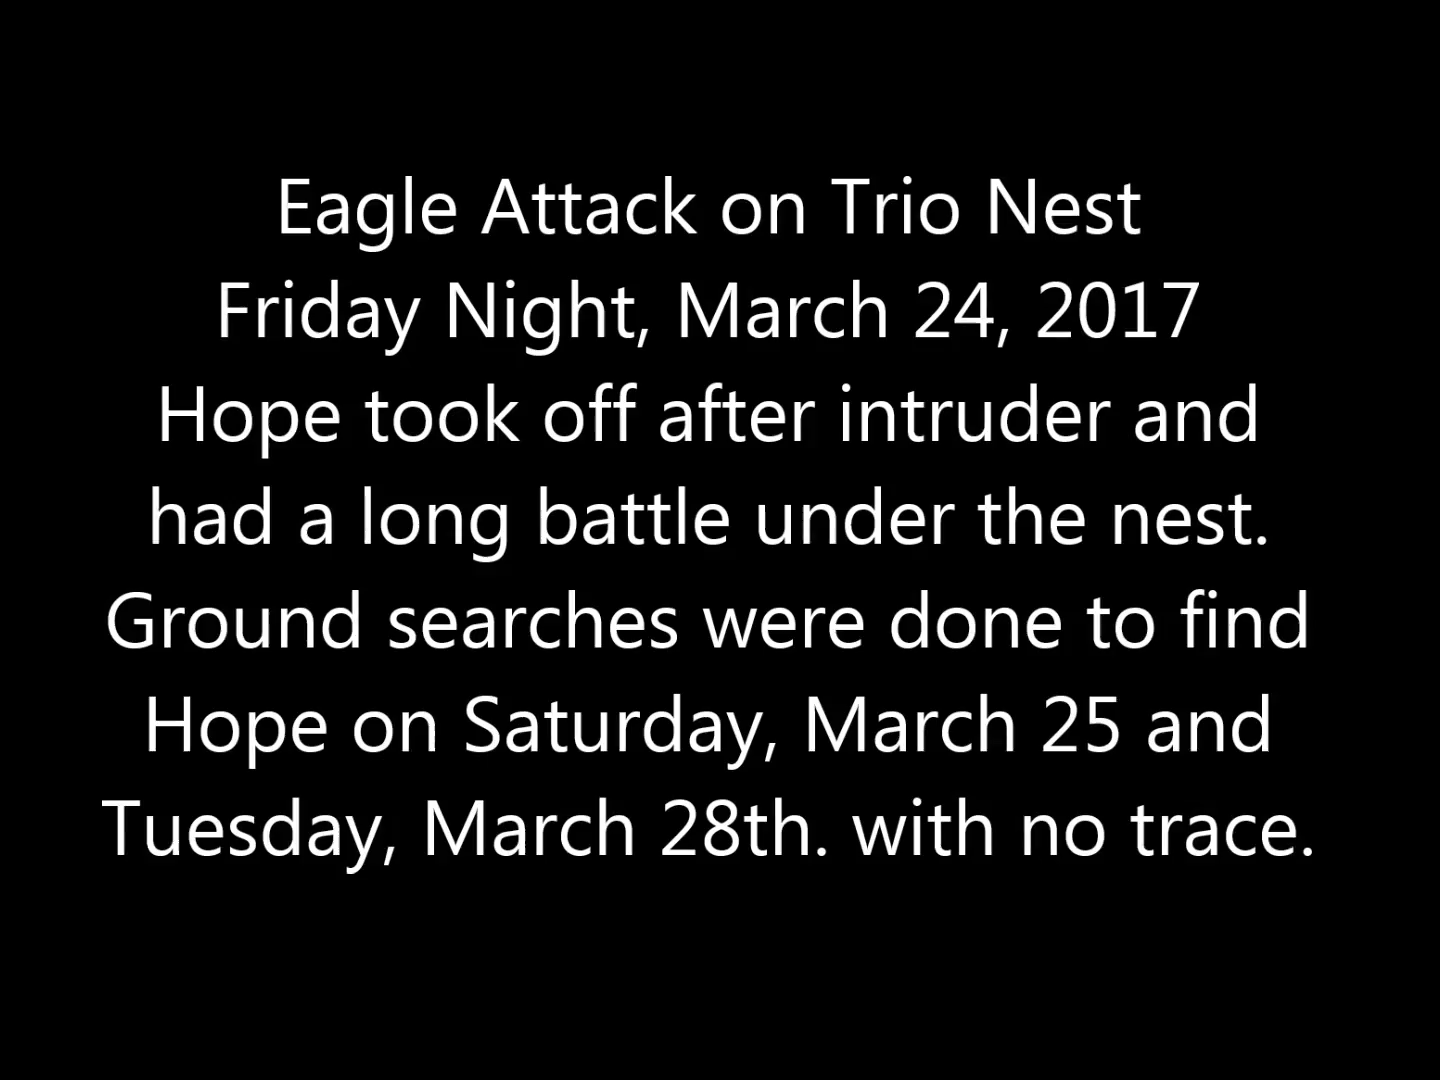 Eagle Attack on Trio Nest
Friday Night, March 24, 2017
Hope took off after intruder and
had a long battle under the nest.
Ground searches were done to find
Hope on Saturday, March 25 and
Tuesday, March 28th. with no trace.